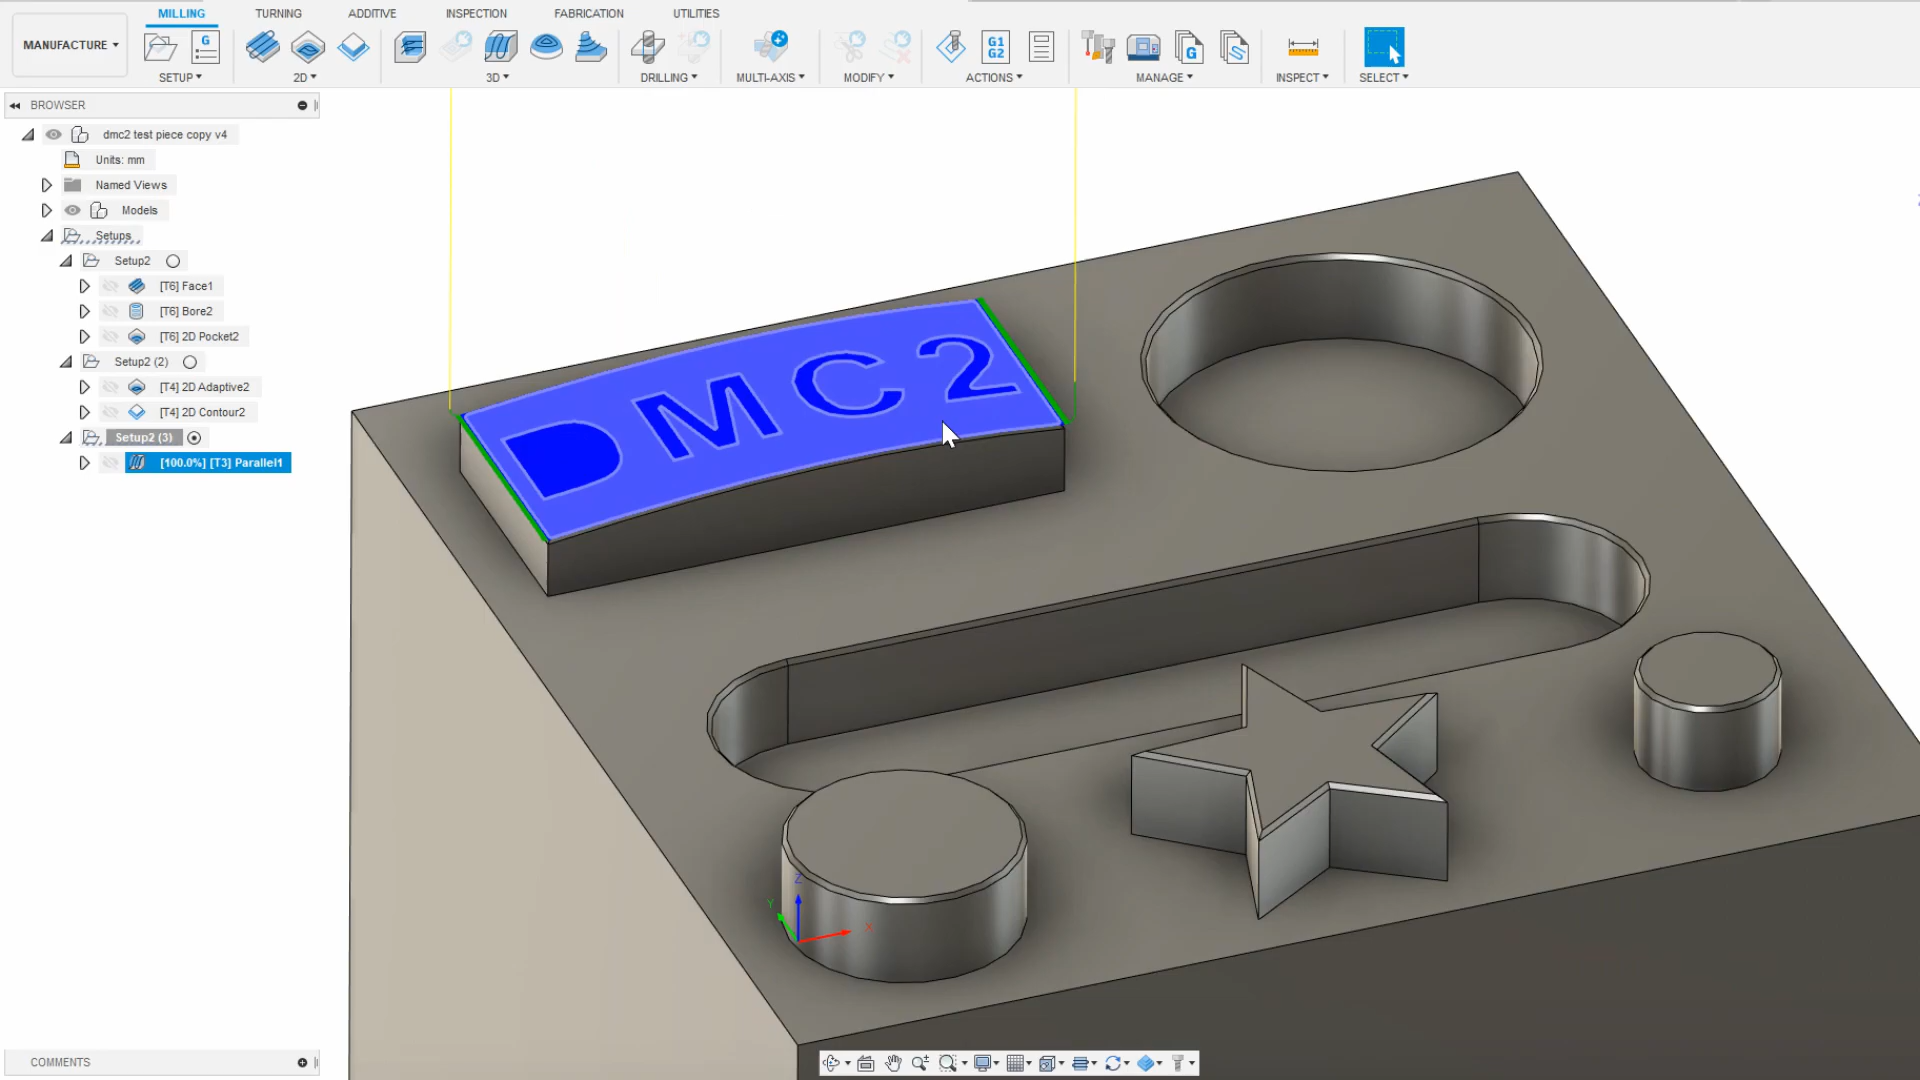 MILLING TURNING ADDITIVE INSPECTION FABRICATION UTILITIES
MANUFACTURE
G
G1
G2
G
SETUP 2D 3D DRILLING MULTI-AXIS MODIFY ACTIONS MANAGE INSPECT SELECT
BROWSER
dmc2 test piece copy v4
Units: mm
Named Views
Models
Setups
Setup2
[T6] Face1
[T6] Bore2
[T6] 2D Pocket2
Setup2 (2)
[T4] 2D Adaptive2
[T4] 2D Contour2
Setup2 (3)
[100.0%] [T3] Parallel1
DMC2
Z
Y
X
COMMENTS